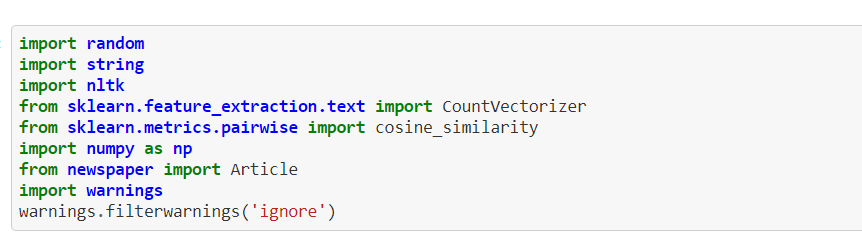 import random
import string
import nltk
from sklearn.feature_extraction.text import CountVectorizer
from sklearn.metrics.pairwise import cosine_similarity
import numpy as np
from newspaper import Article
import warnings
warnings.filterwarnings('ignore')